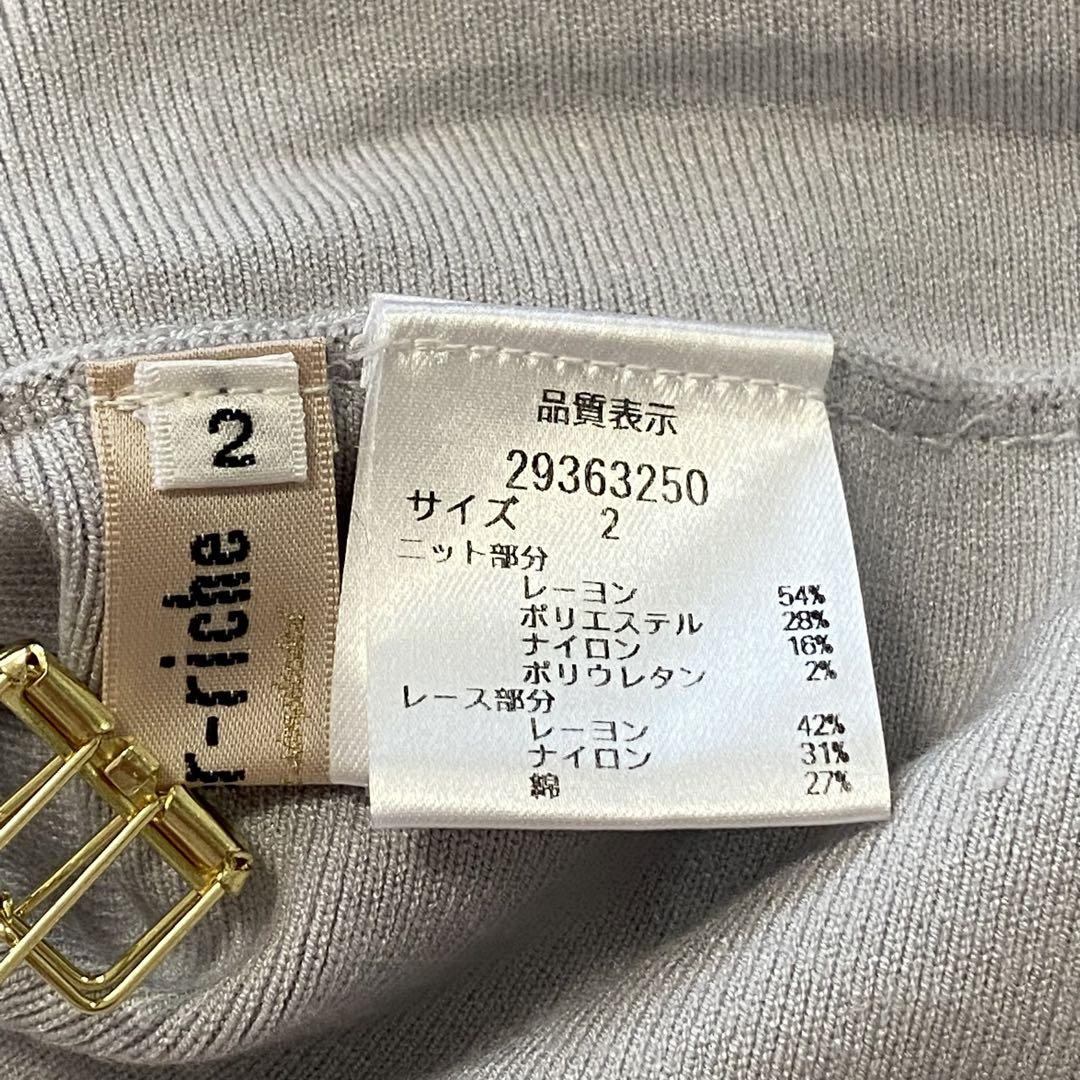 2
r-riche
品質表示
29363250
サイズ 2
ニット部分
レーヨン 54%
ポリエステル 28%
ナイロン 16%
ポリウレタン 2%
レース部分
レーヨン 42%
ナイロン 31%
綿 27%